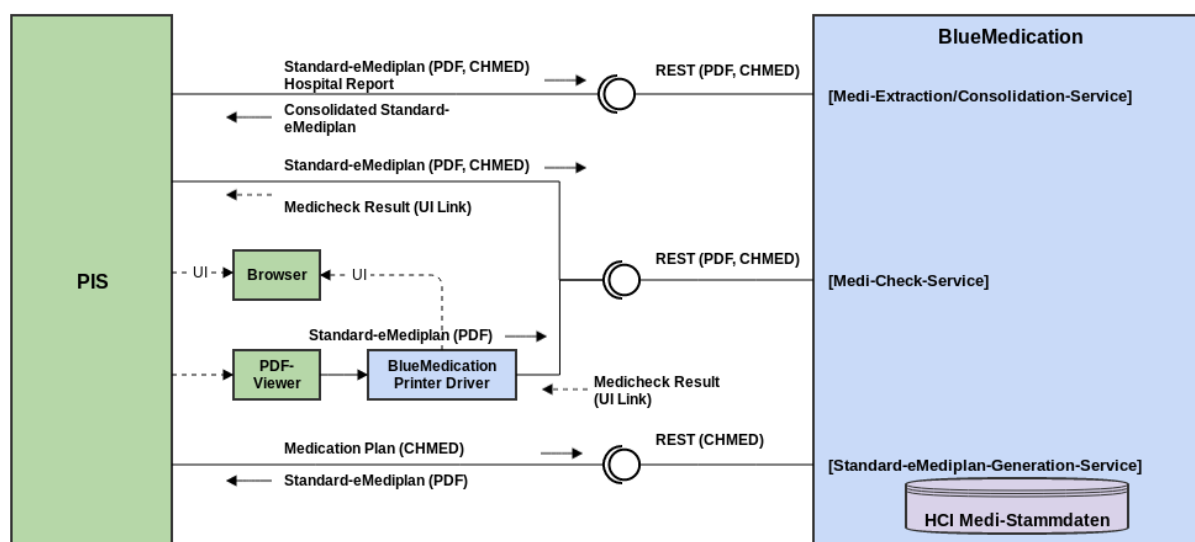 BlueMedication
Standard-eMediplan (PDF, CHMED)
Hospital Report
REST (PDF, CHMED)
[Medi-Extraction/Consolidation-Service]
Consolidated Standard-
eMediplan
Standard-eMediplan (PDF, CHMED)
Medicheck Result (UI Link)
PIS
UI
Browser
UI
REST (PDF, CHMED)
[Medi-Check-Service]
Standard-eMediplan (PDF)
PDF-
Viewer
BlueMedication
Printer Driver
Medicheck Result
(UI Link)
Medication Plan (CHMED)
REST (CHMED)
[Standard-eMediplan-Generation-Service]
Standard-eMediplan (PDF)
HCI Medi-Stammdaten